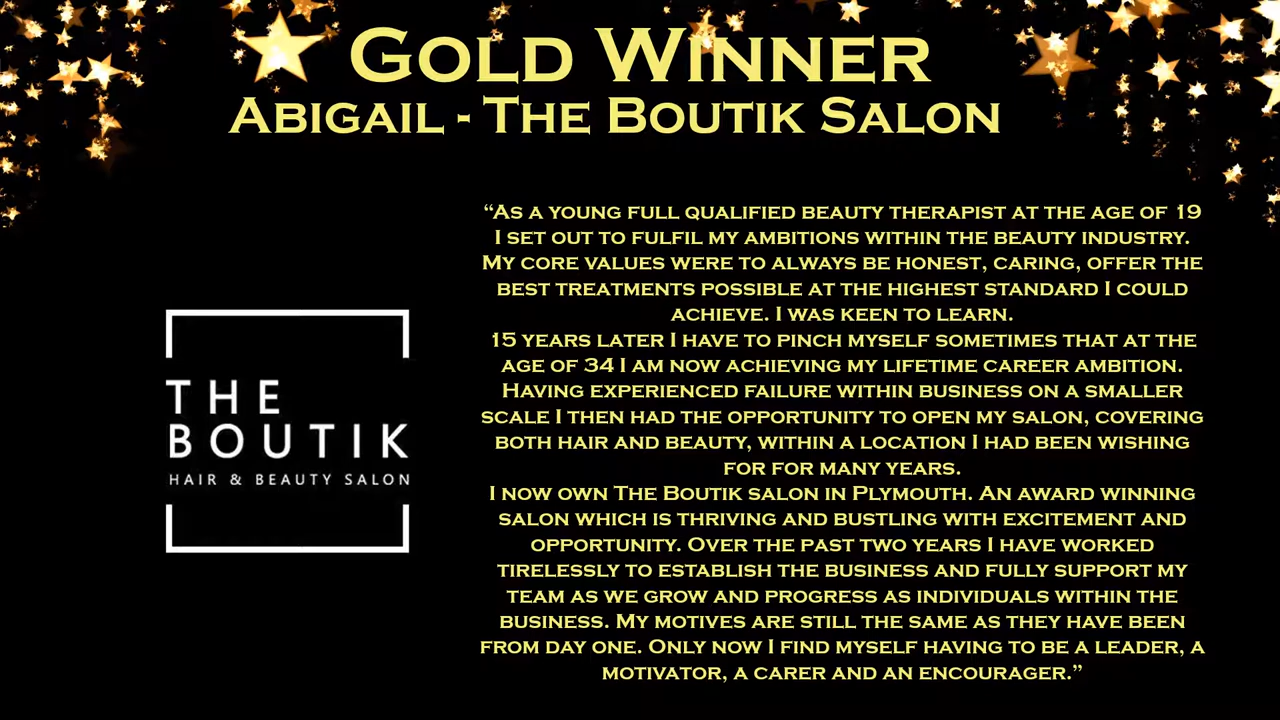 GOLD WINNER
ABIGAIL - THE BOUTIK SALON
THE
BOUTIK
HAIR & BEAUTY SALON
“AS A YOUNG FULL QUALIFIED BEAUTY THERAPIST AT THE AGE OF 19
I SET OUT TO FULFIL MY AMBITIONS WITHIN THE BEAUTY INDUSTRY.
MY CORE VALUES WERE TO ALWAYS BE HONEST, CARING, OFFER THE
BEST TREATMENTS POSSIBLE AT THE HIGHEST STANDARD I COULD
ACHIEVE. I WAS KEEN TO LEARN.
15 YEARS LATER I HAVE TO PINCH MYSELF SOMETIMES THAT AT THE
AGE OF 34 I AM NOW ACHIEVING MY LIFETIME CAREER AMBITION.
HAVING EXPERIENCED FAILURE WITHIN BUSINESS ON A SMALLER
SCALE I THEN HAD THE OPPORTUNITY TO OPEN MY SALON, COVERING
BOTH HAIR AND BEAUTY, WITHIN A LOCATION I HAD BEEN WISHING
FOR FOR MANY YEARS.
I NOW OWN THE BOUTIK SALON IN PLYMOUTH. AN AWARD WINNING
SALON WHICH IS THRIVING AND BUSTLING WITH EXCITEMENT AND
OPPORTUNITY. OVER THE PAST TWO YEARS I HAVE WORKED
TIRELESSLY TO ESTABLISH THE BUSINESS AND FULLY SUPPORT MY
TEAM AS WE GROW AND PROGRESS AS INDIVIDUALS WITHIN THE
BUSINESS. MY MOTIVES ARE STILL THE SAME AS THEY HAVE BEEN
FROM DAY ONE. ONLY NOW I FIND MYSELF HAVING TO BE A LEADER, A
MOTIVATOR, A CARER AND AN ENCOURAGER.”